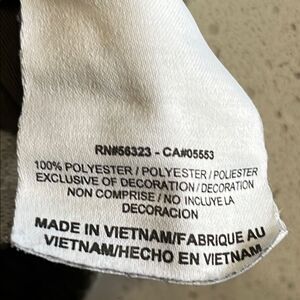 RN#56323 - CA#05553
100% POLYESTER / POLYESTER / POLIESTER
EXCLUSIVE OF DECORATION / DECORATION
NON COMPRISE / NO INCLUYE LA
DECORACION
MADE IN VIETNAM/FABRIQUE AU
VIETNAM/HECHO EN VIETNAM